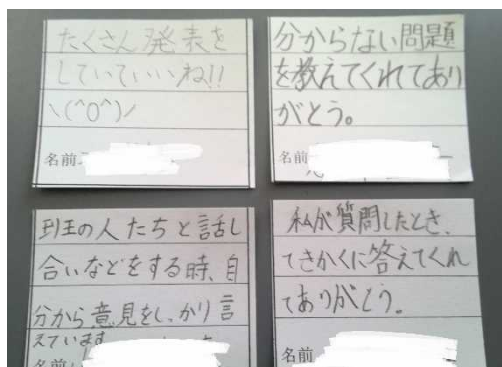 たくさん発表を
していていいね!!
\(^O^)/
名前
分からない問題
を教えてくれてあり
がとう。
名前
班の人たちと話し
合いなどをする時、自
分から意見をしっかり言
えています
名前
私が質問したとき、
てきかくに答えてくれ
てありがとう。
名前